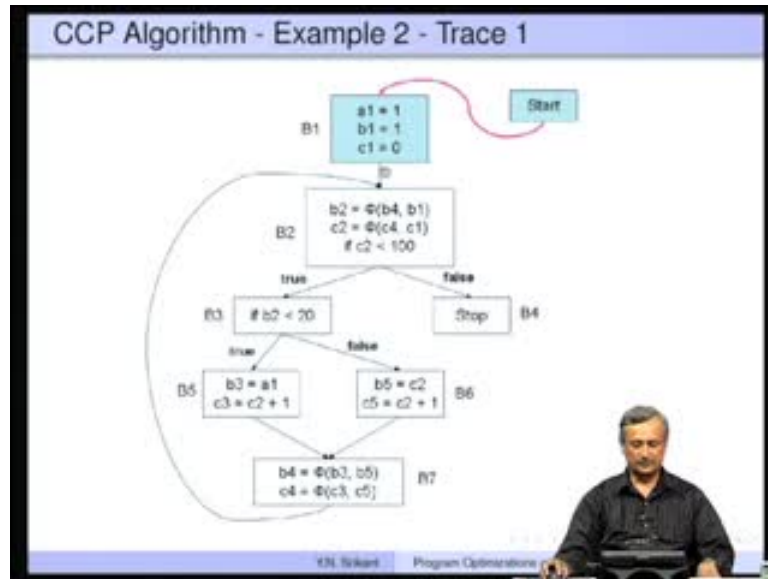 CCP Algorithm - Example 2 - Trace 1
Start
B1
a1 = 1
b1 = 1
c1 = 0
B2
b2 = Φ(b4, b1)
c2 = Φ(c4, c1)
if c2 < 100
true
false
B3
if b2 < 20
Stop
B4
true
false
B5
b3 = a1
c3 = c2 + 1
b5 = c2
c5 = c2 + 1
B6
b4 = Φ(b3, b5)
c4 = Φ(c3, c5)
B7
Y.N. Srikant
Program Optimizations